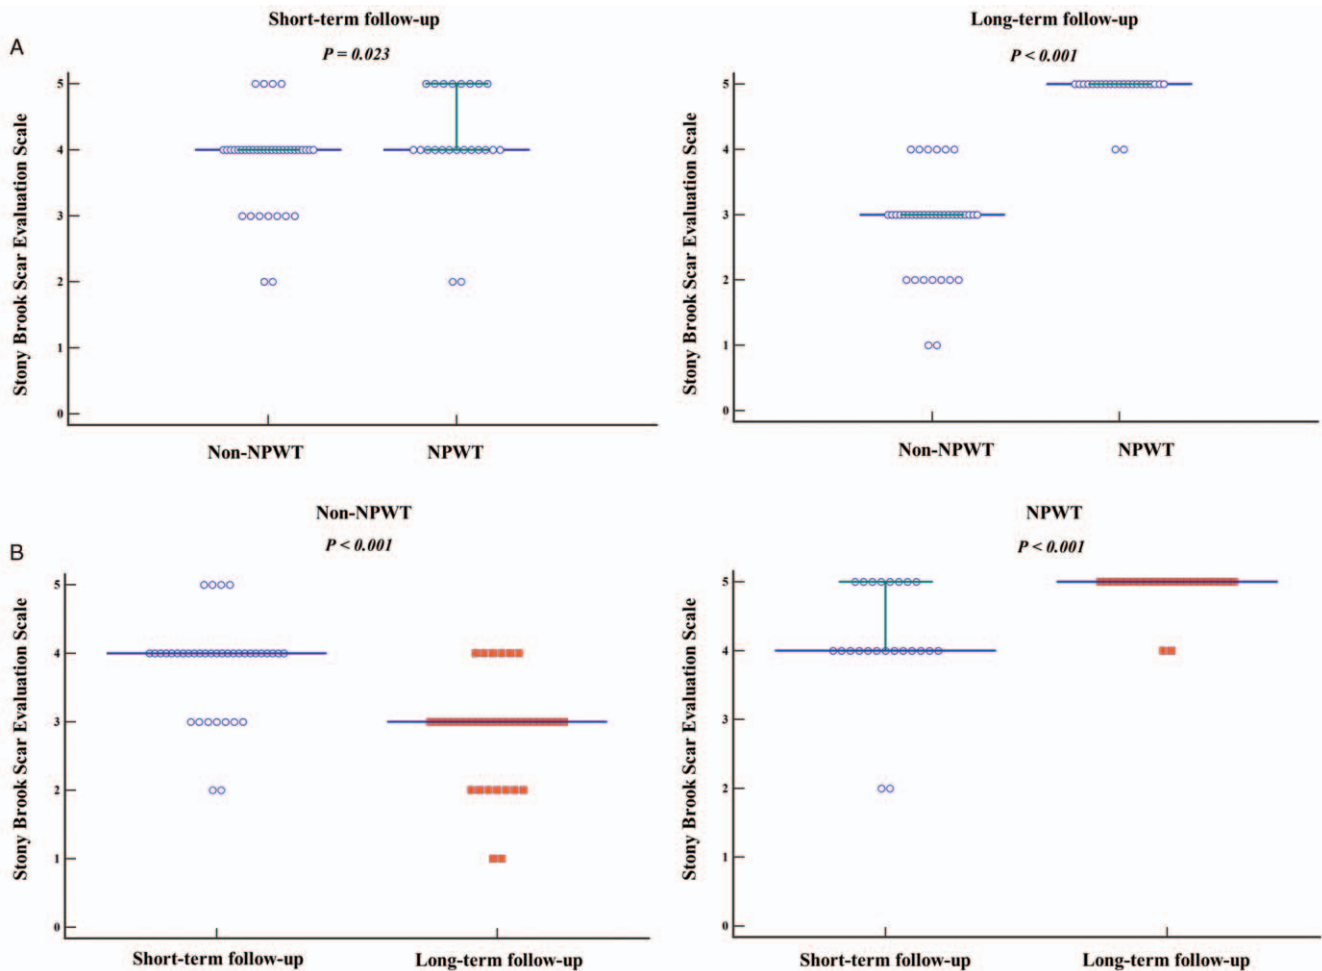 A
Short-term follow-up
P = 0.023
Stony Brook Scar Evaluation Scale
5
4
3
2
1
0
Non-NPWT NPWT
Long-term follow-up
P < 0.001
Stony Brook Scar Evaluation Scale
5
4
3
2
1
0
Non-NPWT NPWT
B
Non-NPWT
P < 0.001
Stony Brook Scar Evaluation Scale
5
4
3
2
1
0
Short-term follow-up Long-term follow-up
NPWT
P < 0.001
Stony Brook Scar Evaluation Scale
5
4
3
2
1
0
Short-term follow-up Long-term follow-up